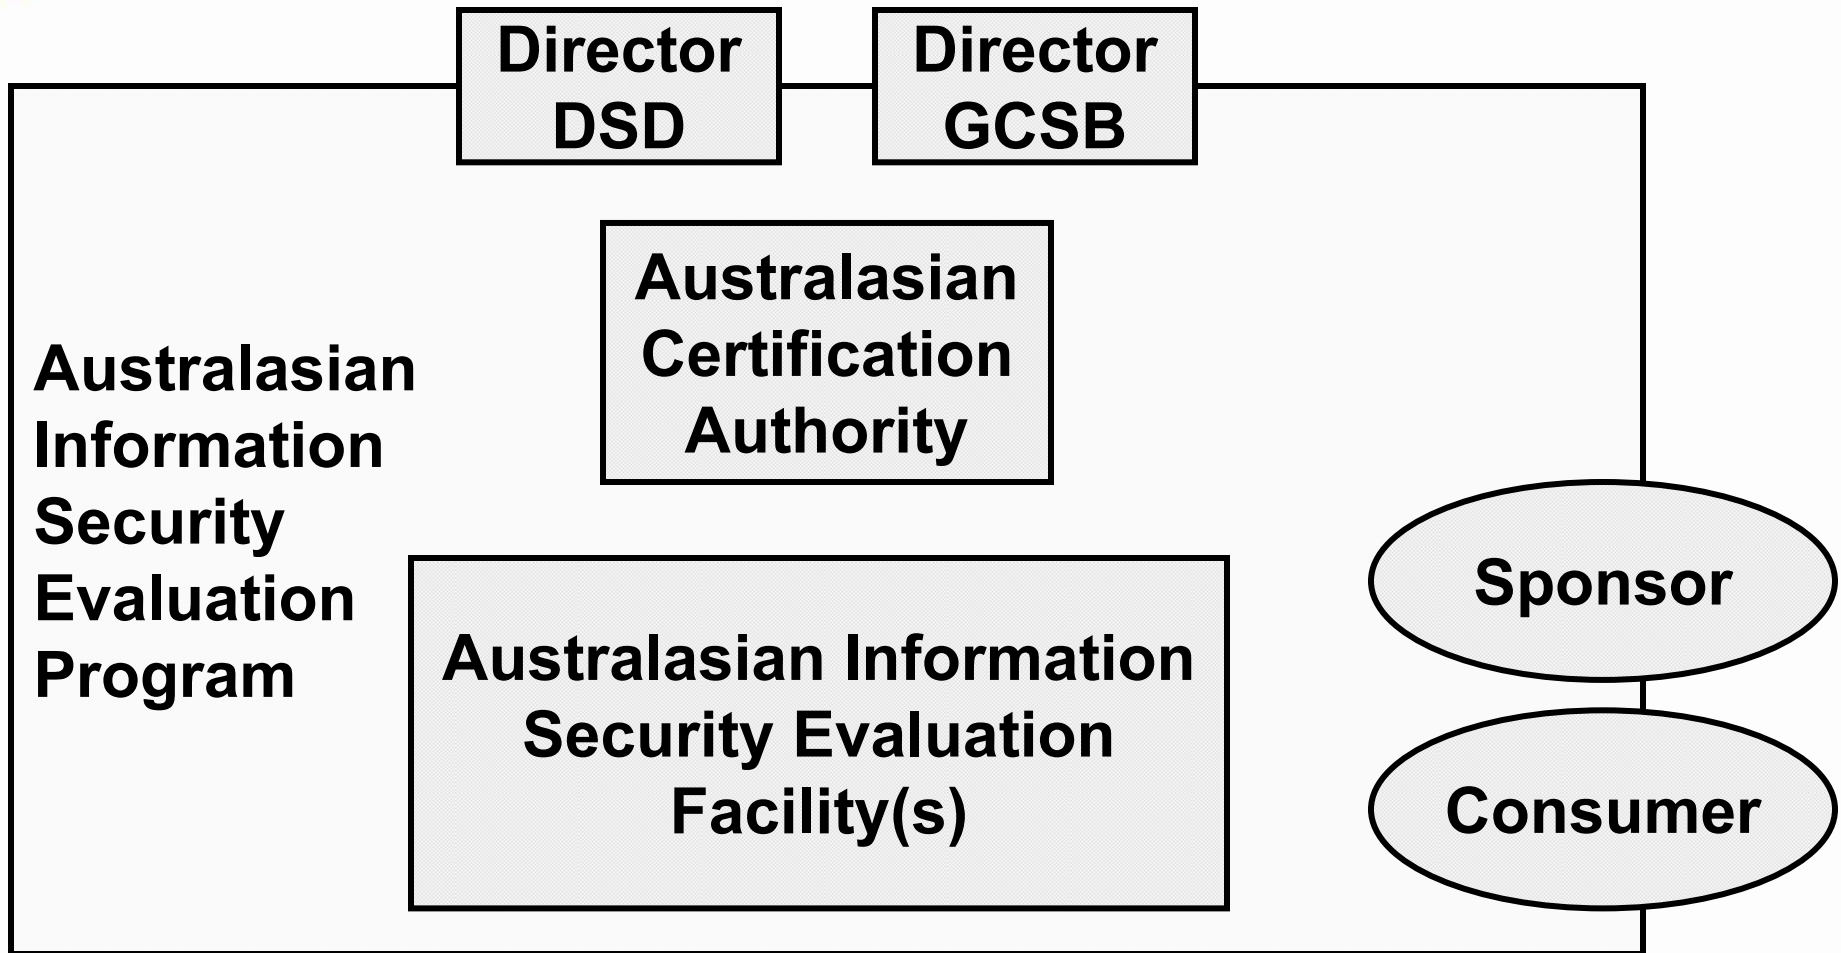 Director
DSD
Director
GCSB
Australasian
Certification
Authority
Australasian
Information
Security
Evaluation
Program
Australasian Information
Security Evaluation
Facility(s)
Sponsor
Consumer